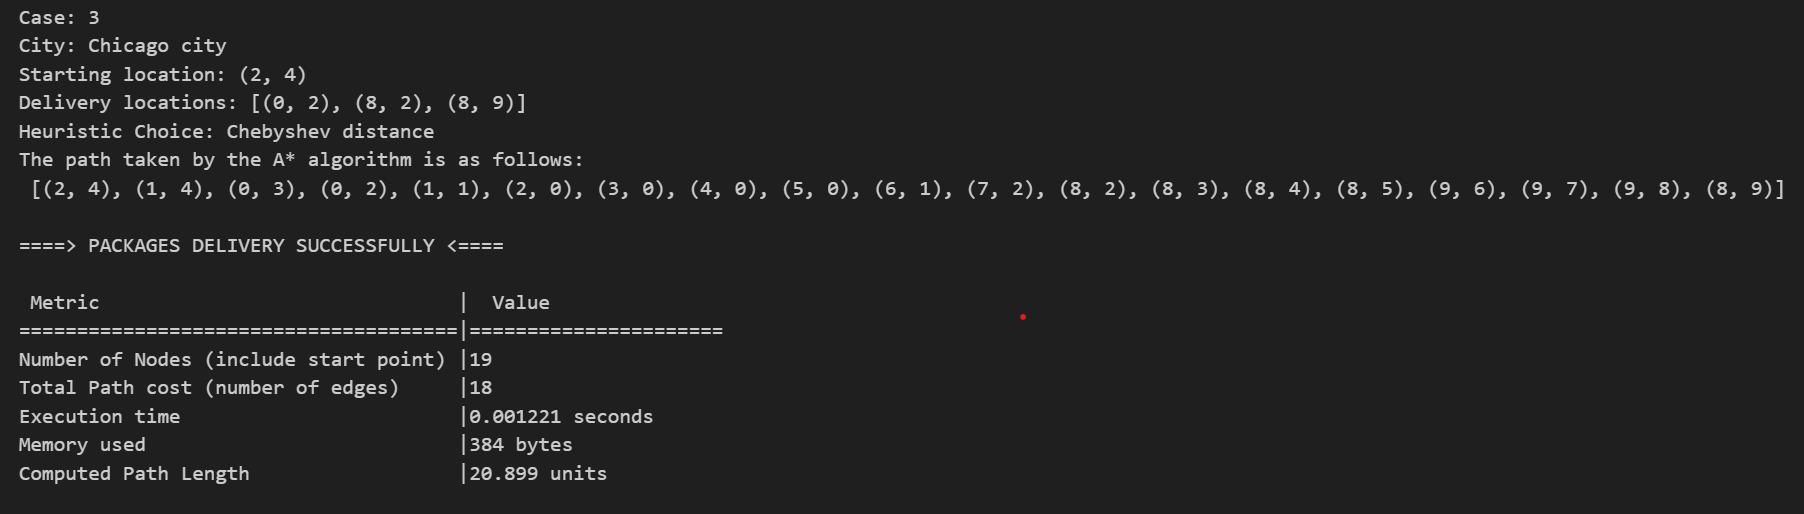 Case: 3
City: Chicago city
Starting location: (2, 4)
Delivery locations: [(0, 2), (8, 2), (8, 9)]
Heuristic Choice: Chebyshev distance
The path taken by the A* algorithm is as follows:
[(2, 4), (1, 4), (0, 3), (0, 2), (1, 1), (2, 0), (3, 0), (4, 0), (5, 0), (6, 1), (7, 2), (8, 2), (8, 3), (8, 4), (8, 5), (9, 6), (9, 7), (9, 8), (8, 9)]
====> PACKAGES DELIVERY SUCCESSFULLY <====
Metric | Value
======================================|======================
Number of Nodes (include start point) |19
Total Path cost (number of edges) |18
Execution time |0.001221 seconds
Memory used |384 bytes
Computed Path Length |20.899 units